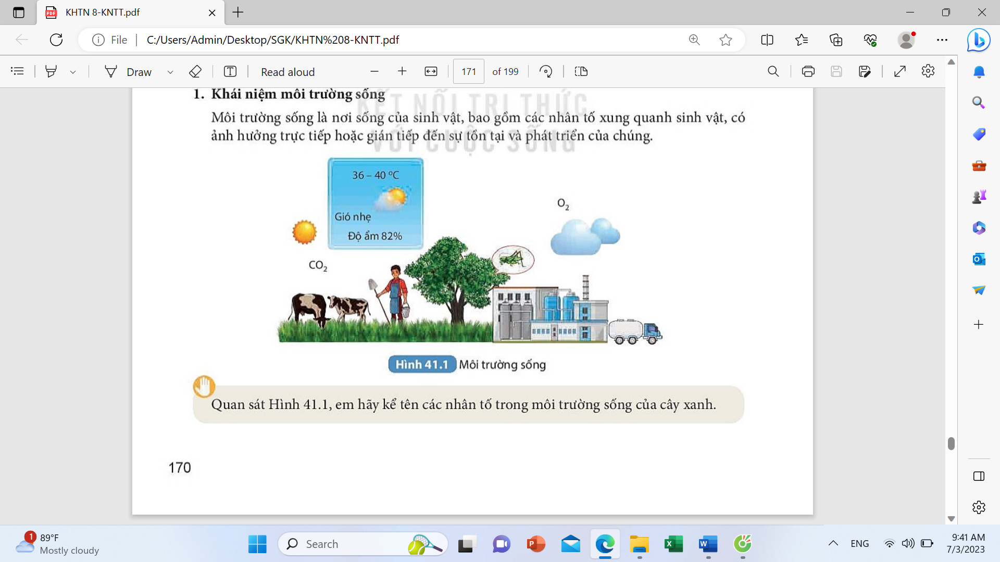 KHTN 8-KNTT.pdf
File
C:/Users/Admin/Desktop/SGK/KHTN%208-KNTT.pdf
Draw
Read aloud
171 of 199
1. Khái niệm môi trường sống
KẾT NỐI TRI THỨC
Môi trường sống là nơi sống của sinh vật, bao gồm các nhân tố xung quanh sinh vật, có
ảnh hưởng trực tiếp hoặc gián tiếp đến sự tồn tại và phát triển của chúng.
VỚI CUỘC SỐNG
36 – 40 °C
Gió nhẹ
Độ ẩm 82%
O₂
CO₂
Hình 41.1 Môi trường sống
Quan sát Hình 41.1, em hãy kể tên các nhân tố trong môi trường sống của cây xanh.
170
1
89°F
Mostly cloudy
Search
ENG
9:41 AM
7/3/2023